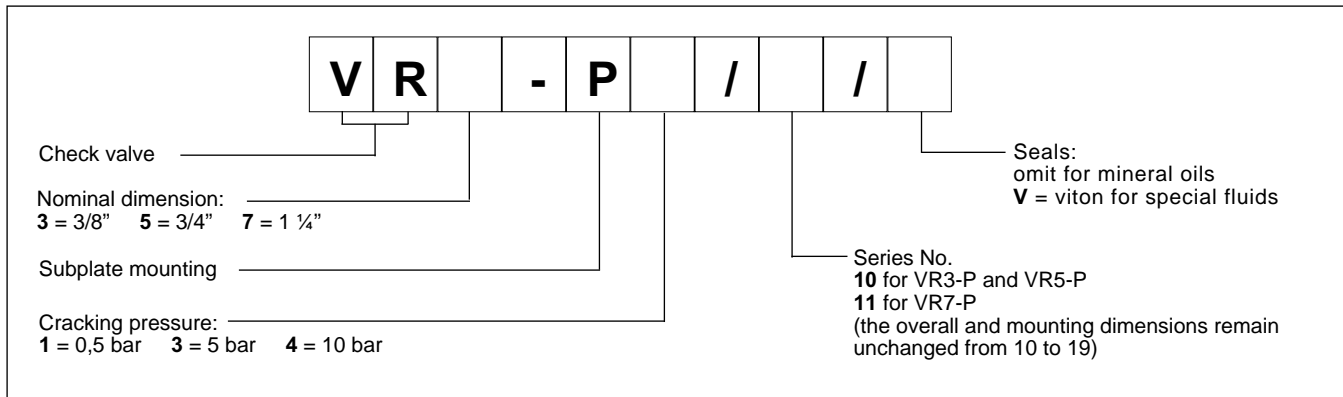 V R - P / /
Check valve
Nominal dimension:
3 = 3/8” 5 = 3/4” 7 = 1 ¼”
Subplate mounting
Cracking pressure:
1 = 0,5 bar 3 = 5 bar 4 = 10 bar
Seals:
omit for mineral oils
V = viton for special fluids
Series No.
10 for VR3-P and VR5-P
11 for VR7-P
(the overall and mounting dimensions remain
unchanged from 10 to 19)